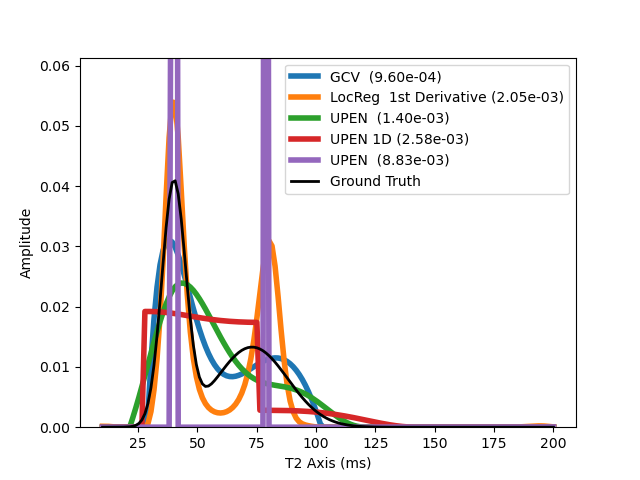 0.06
0.05
0.04
0.03
0.02
0.01
0.00
Amplitude
GCV (9.60e-04)
LocReg 1st Derivative (2.05e-03)
UPEN (1.40e-03)
UPEN 1D (2.58e-03)
UPEN (8.83e-03)
Ground Truth
25 50 75 100 125 150 175 200
T2 Axis (ms)